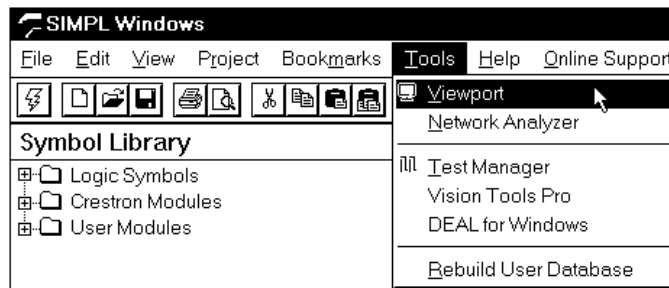 SIMPL Windows
File Edit View Project Bookmarks Tools Help Online Support
Viewport
Network Analyzer
Symbol Library
Logic Symbols
Test Manager
Crestron Modules
Vision Tools Pro
User Modules
DEAL for Windows
Rebuild User Database